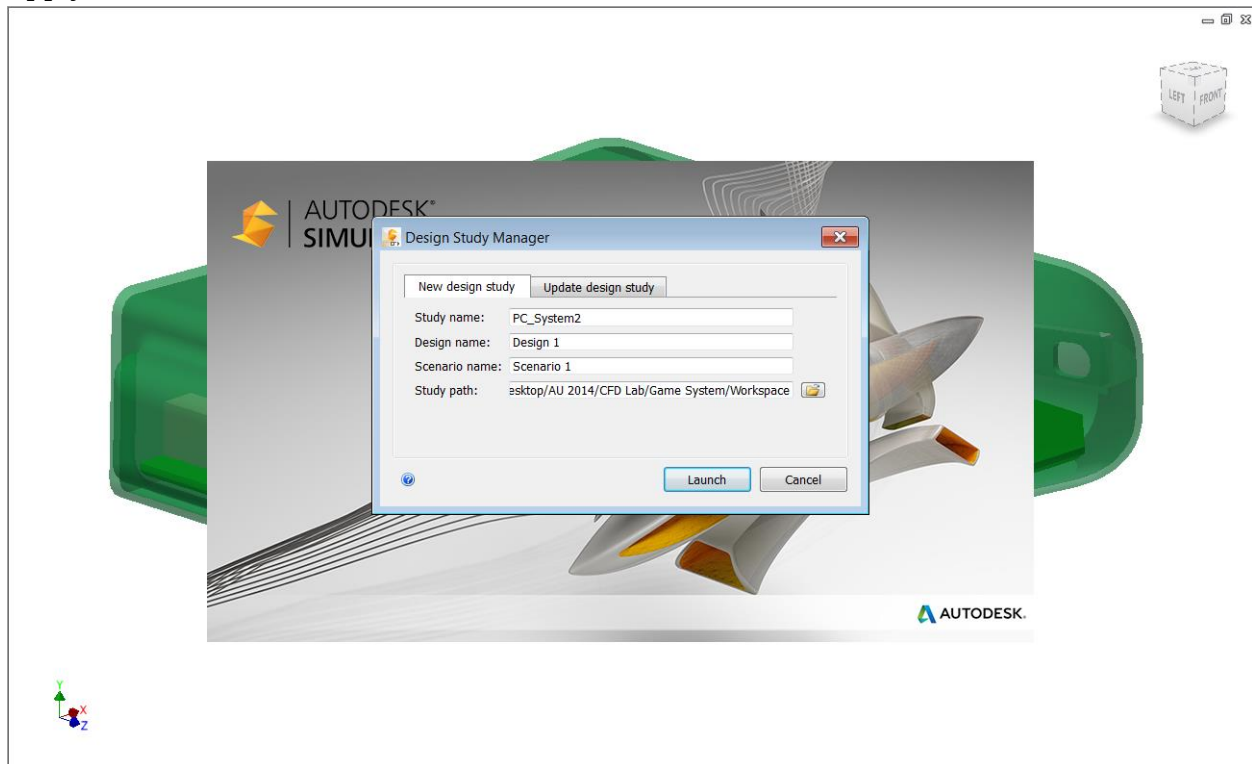 LEFT
FRONT
AUTODESK®
SIMU
Design Study Manager
New design study
Update design study
Study name: PC_System2
Design name: Design 1
Scenario name: Scenario 1
Study path: esktop/AU 2014/CFD Lab/Game System/Workspace
Launch
Cancel
AUTODESK.
Y
X
Z